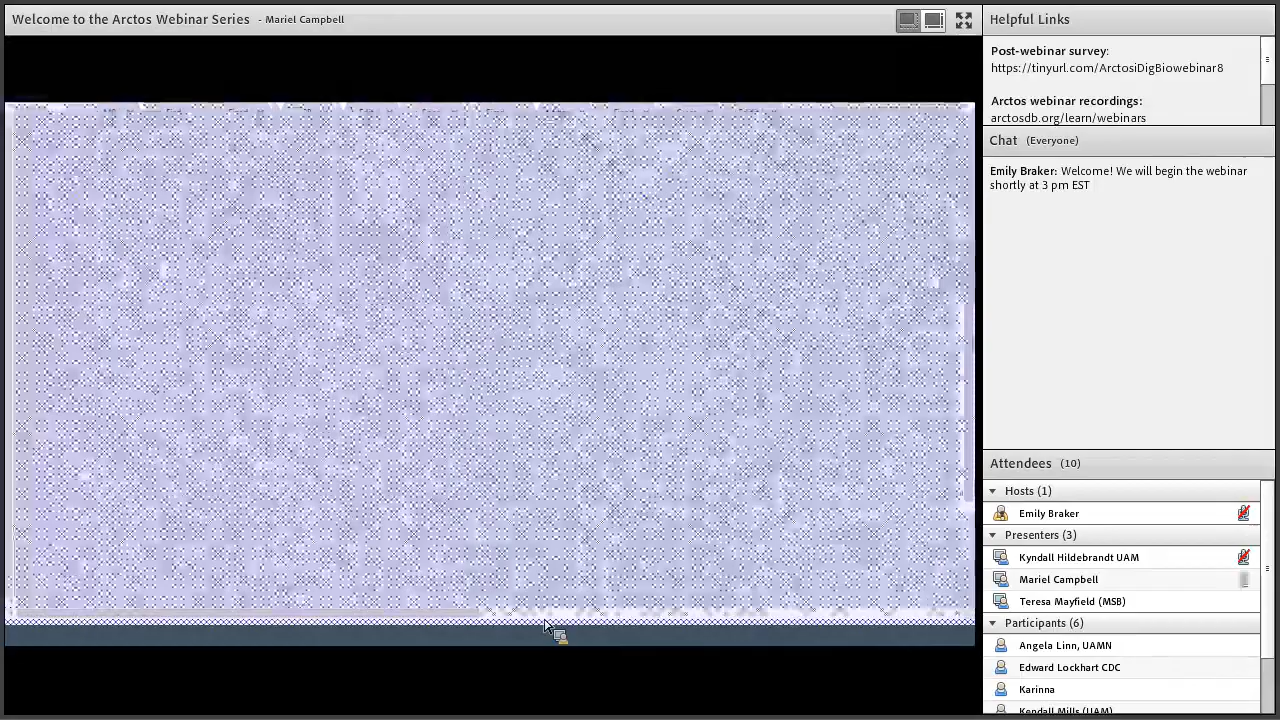 Welcome to the Arctos Webinar Series - Mariel Campbell
Helpful Links
Post-webinar survey:
https://tinyurl.com/ArctosiDigBiowebinar8
Arctos webinar recordings:
arctosdb.org/learn/webinars
Chat (Everyone)
Emily Braker: Welcome! We will begin the webinar
shortly at 3 pm EST
Attendees (10)
Hosts (1)
Emily Braker
Presenters (3)
Kyndall Hildebrandt UAM
Mariel Campbell
Teresa Mayfield (MSB)
Participants (6)
Angela Linn, UAMN
Edward Lockhart CDC
Karinna
Kendall Mills (UAM)